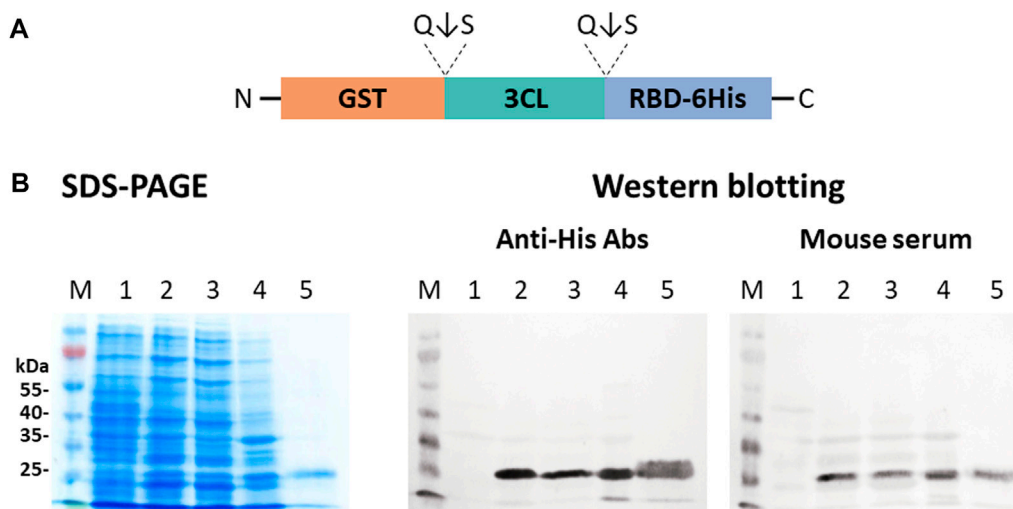 A
Q↓S Q↓S
N GST 3CL RBD-6His C
B SDS-PAGE Western blotting
Anti-His Abs Mouse serum
M 1 2 3 4 5 M 1 2 3 4 5 M 1 2 3 4 5
kDa
55-
40-
35-
25-